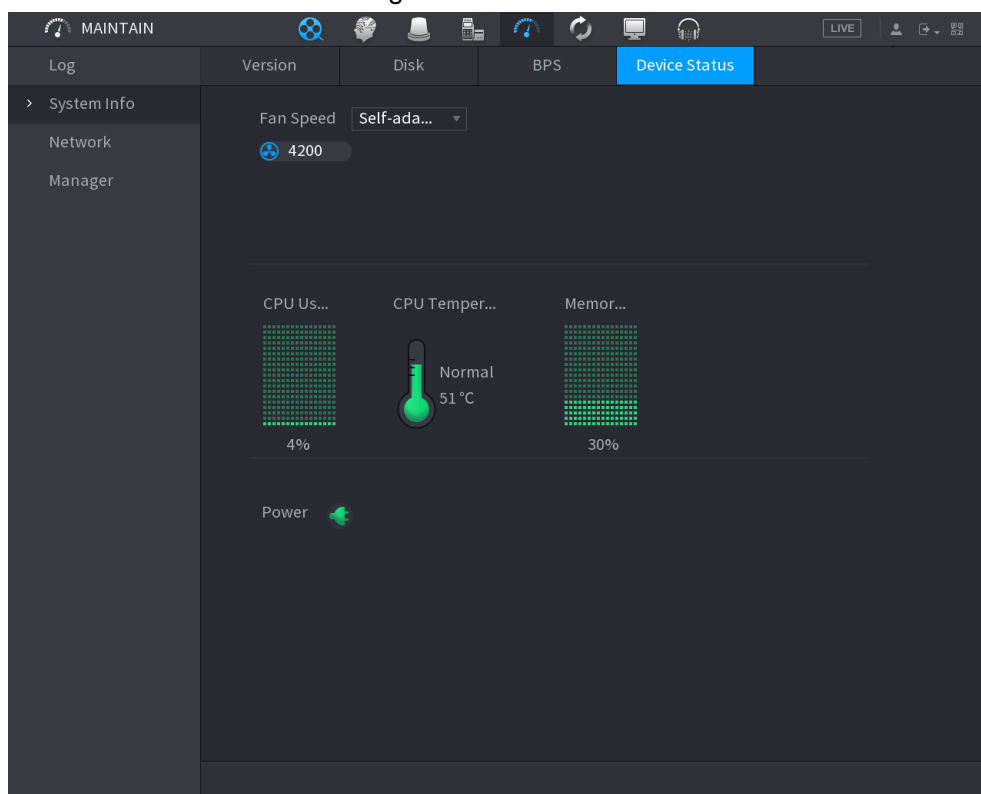 MAINTAIN
LIVE
Log
Version
Disk
BPS
Device Status
System Info
Network
Manager
Fan Speed
Self-ada...
4200
CPU Us...
CPU Temper...
Memor...
Normal
51 °C
4%
30%
Power